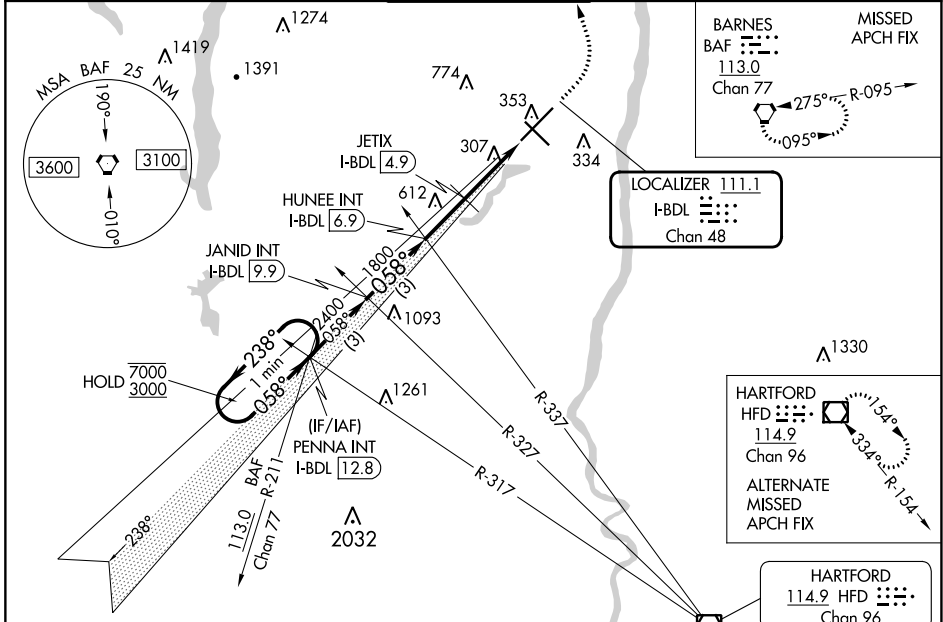 1274
1419
1391
MSA BAF 25 NM
190°
3600
3100
010°
774
353
307
334
612
JETIX
I-BDL 4.9
HUNEE INT
I-BDL 6.9
JANID INT
I-BDL 9.9
LOCALIZER 111.1
I-BDL
Chan 48
BARNES
BAF
113.0
Chan 77
MISSED
APCH FIX
275°
R-095
095°
1800
058°
(3)
2400
058°
(3)
1093
238°
1 min
058°
HOLD 7000
3000
1261
(IF/IAF)
PENNA INT
I-BDL 12.8
BAF
R-211
113.0
Chan 77
238°
2032
R-337
R-327
R-317
1330
HARTFORD
HFD
114.9
Chan 96
154°
334°
R-154
ALTERNATE
MISSED
APCH FIX
HARTFORD
114.9 HFD
Chan 96